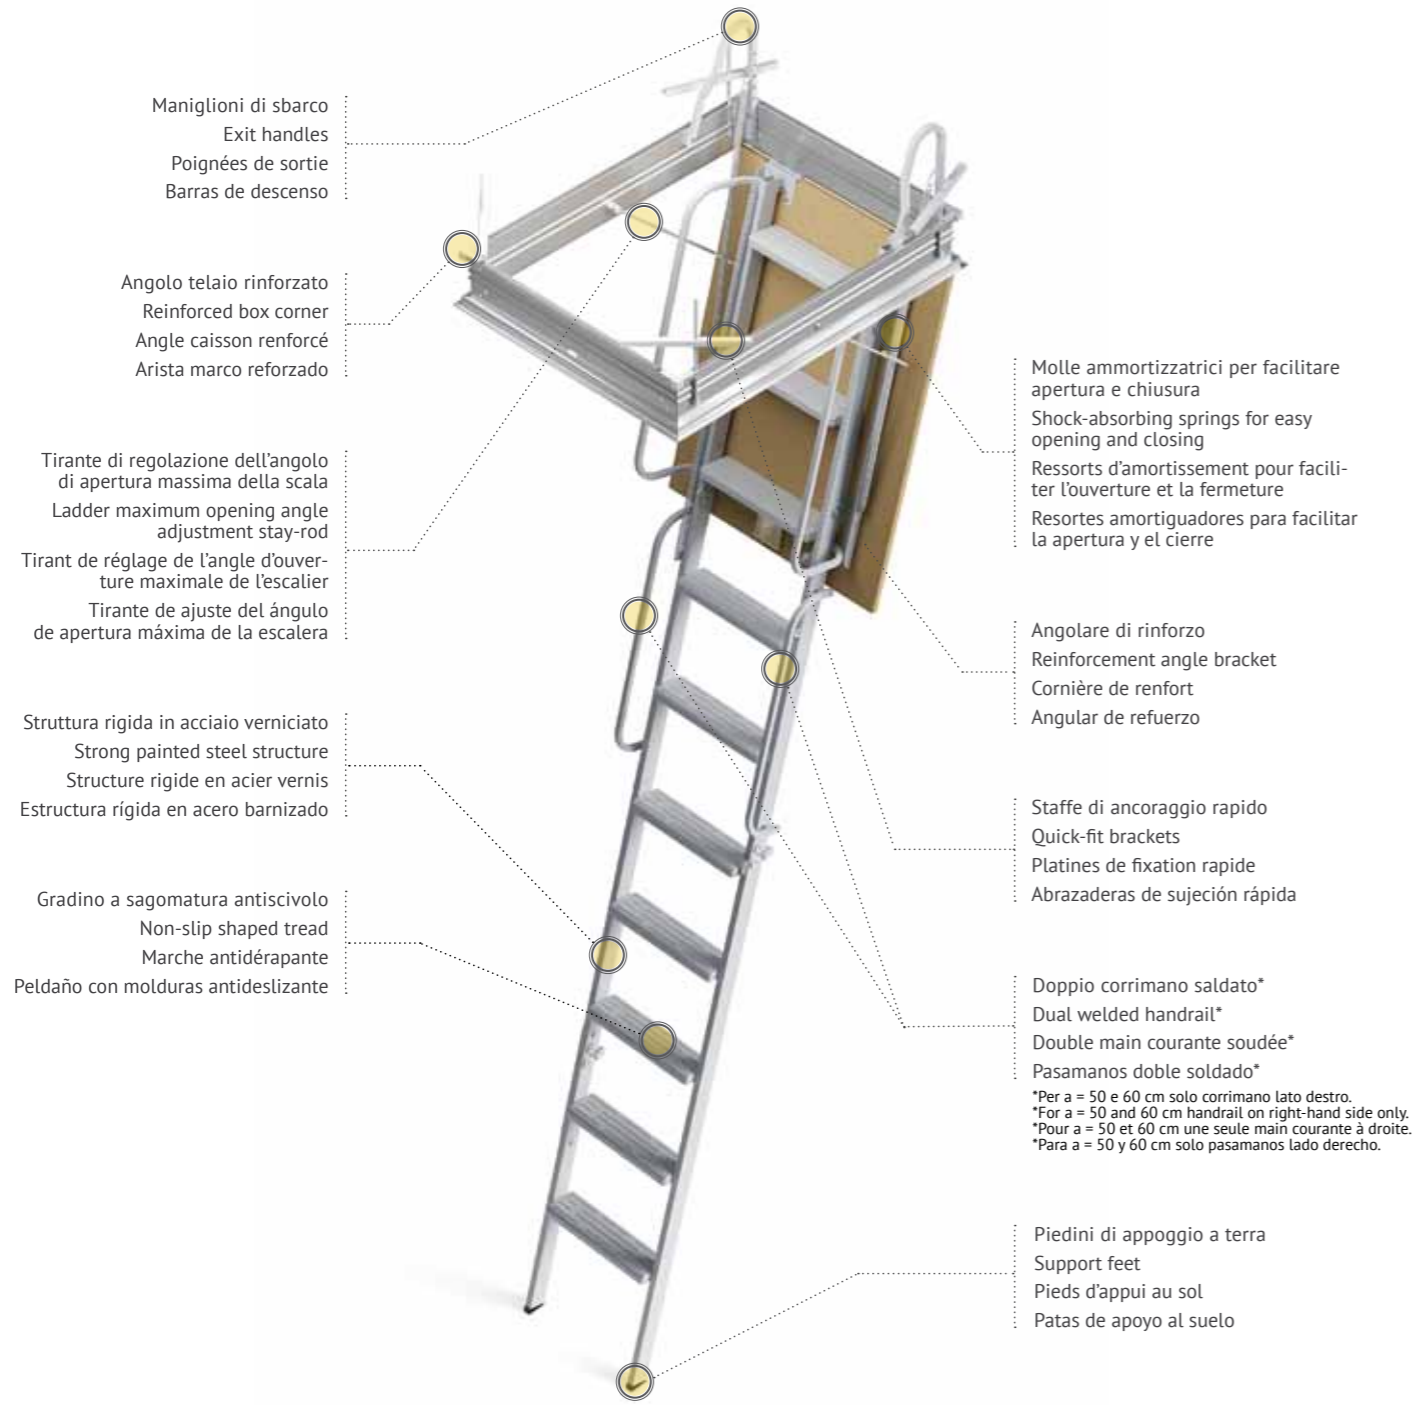 Maniglioni di sbarco
Exit handles
Poignées de sortie
Barras de descenso
Angolo telaio rinforzato
Reinforced box corner
Angle caisson renforcé
Arista marco reforzado
Tirante di regolazione dell’angolo
di apertura massima della scala
Ladder maximum opening angle
adjustment stay-rod
Tirant de réglage de l’angle d’ouver-
ture maximale de l’escalier
Tirante de ajuste del ángulo
de apertura máxima de la escalera
Struttura rigida in acciaio verniciato
Strong painted steel structure
Structure rigide en acier vernis
Estructura rígida en acero barnizado
Gradino a sagomatura antiscivolo
Non-slip shaped tread
Marche antidérapante
Peldaño con molduras antideslizante
Molle ammortizzatrici per facilitare
apertura e chiusura
Shock-absorbing springs for easy
opening and closing
Ressorts d’amortissement pour facili-
ter l’ouverture et la fermeture
Resortes amortiguadores para facilitar
la apertura y el cierre
Angolare di rinforzo
Reinforcement angle bracket
Cornière de renfort
Angular de refuerzo
Staffe di ancoraggio rapido
Quick-fit brackets
Platines de fixation rapide
Abrazaderas de sujeción rápida
Doppio corrimano saldato*
Dual welded handrail*
Double main courante soudée*
Pasamanos doble soldado*
*Per a = 50 e 60 cm solo corrimano lato destro.
*For a = 50 and 60 cm handrail on right-hand side only.
*Pour a = 50 et 60 cm une seule main courante à droite.
*Para a = 50 y 60 cm solo pasamanos lado derecho.
Piedini di appoggio a terra
Support feet
Pieds d’appui au sol
Patas de apoyo al suelo